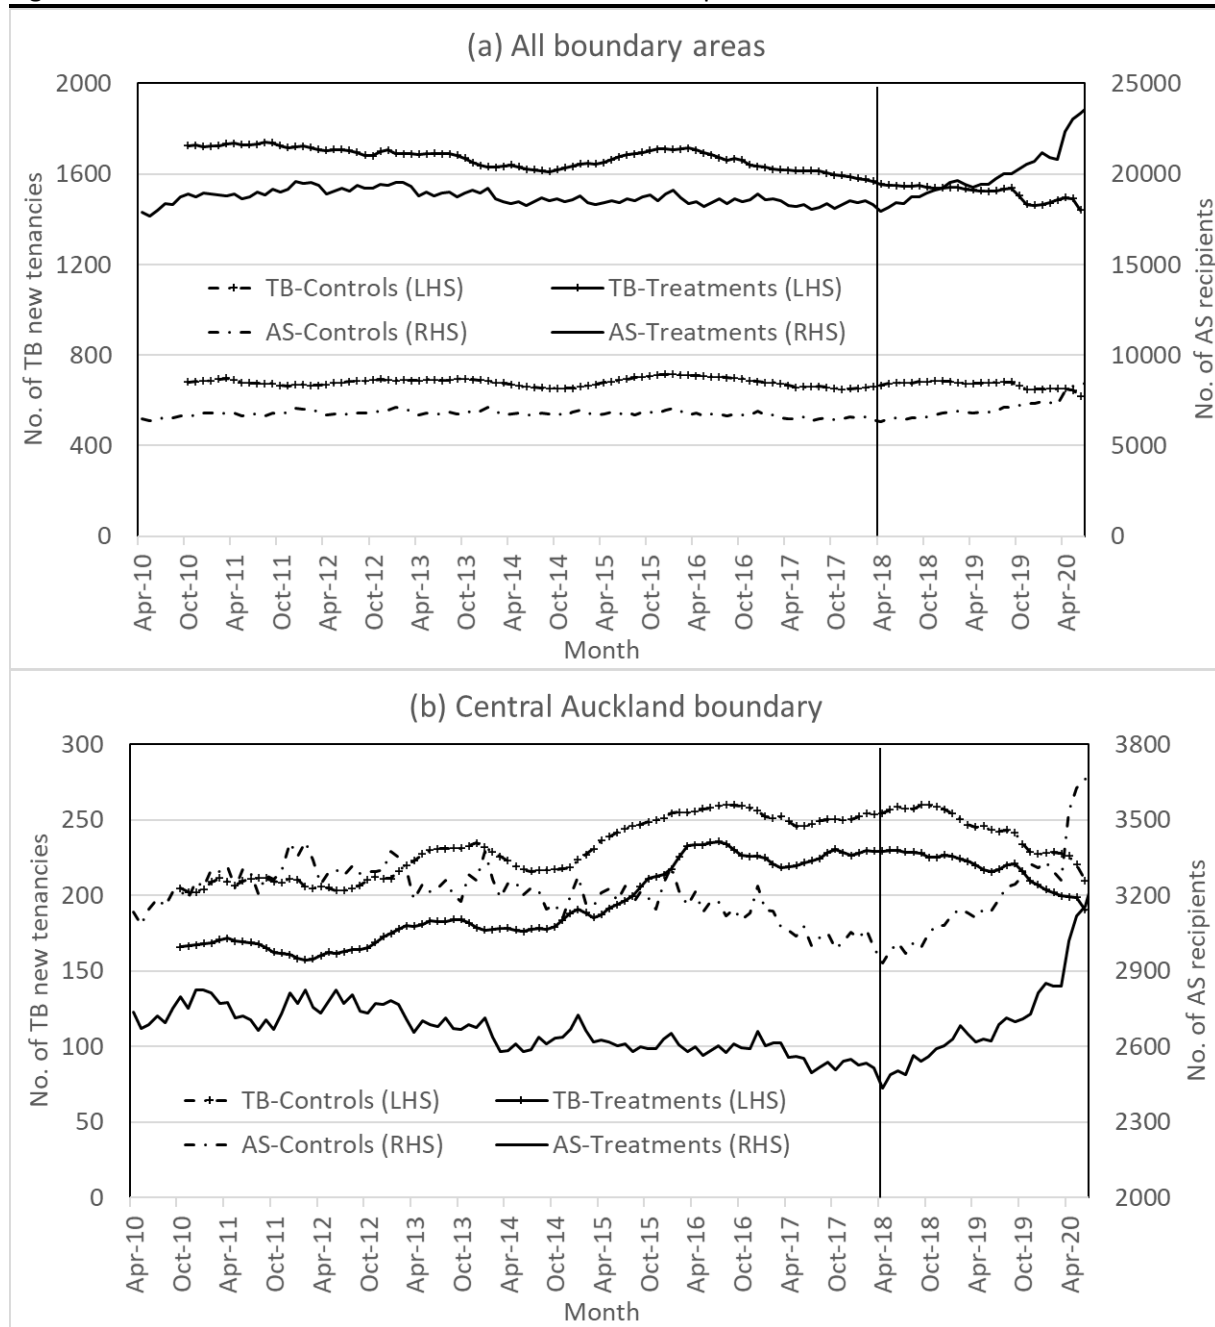 (a) All boundary areas
2000
1600
1200
800
400
0
No. of TB new tenancies
25000
20000
15000
10000
5000
0
No. of AS recipients
TB-Controls (LHS)
TB-Treatments (LHS)
AS-Controls (RHS)
AS-Treatments (RHS)
Apr-10
Oct-10
Apr-11
Oct-11
Apr-12
Oct-12
Apr-13
Oct-13
Apr-14
Oct-14
Apr-15
Oct-15
Apr-16
Oct-16
Apr-17
Oct-17
Apr-18
Oct-18
Apr-19
Oct-19
Apr-20
Month
(b) Central Auckland boundary
300
250
200
150
100
50
0
No. of TB new tenancies
3800
3500
3200
2900
2600
2300
2000
No. of AS recipients
TB-Controls (LHS)
TB-Treatments (LHS)
AS-Controls (RHS)
AS-Treatments (RHS)
Apr-10
Oct-10
Apr-11
Oct-11
Apr-12
Oct-12
Apr-13
Oct-13
Apr-14
Oct-14
Apr-15
Oct-15
Apr-16
Oct-16
Apr-17
Oct-17
Apr-18
Oct-18
Apr-19
Oct-19
Apr-20
Month